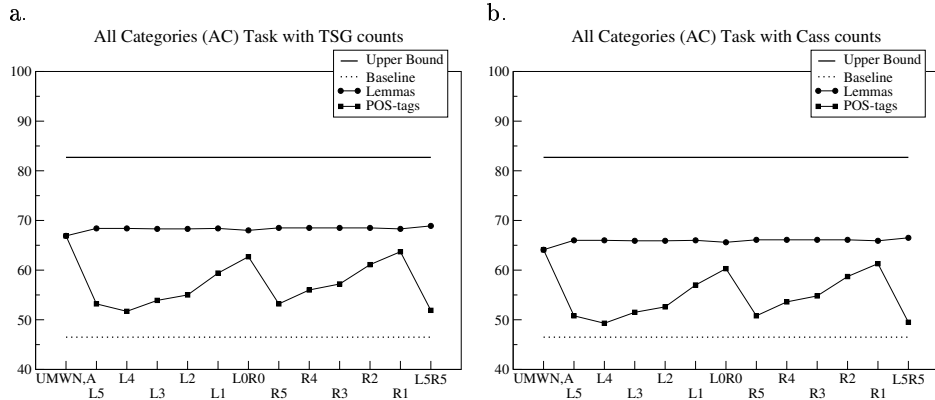 a.
All Categories (AC) Task with TSG counts
Upper Bound
Baseline
Lemmas
POS-tags
100
90
80
70
60
50
40
UMWN,A L4 L2 L0R0 R4 R2 L5R5
L5 L3 L1 R5 R3 R1
b.
All Categories (AC) Task with Cass counts
Upper Bound
Baseline
Lemmas
POS-tags
100
90
80
70
60
50
40
UMWN,A L4 L2 L0R0 R4 R2 L5R5
L5 L3 L1 R5 R3 R1